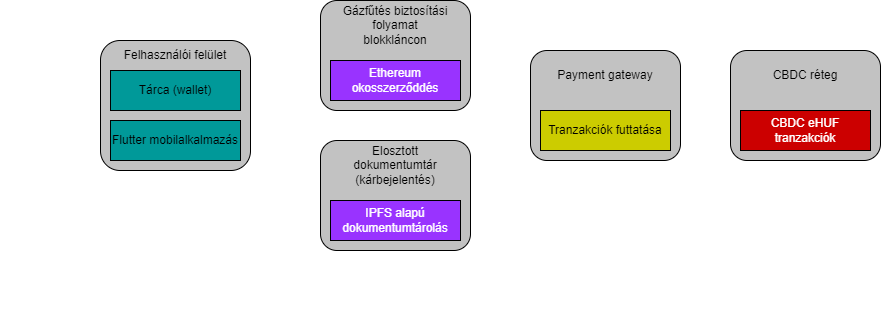 Felhasználói felület
Tárca (wallet)
Flutter mobilalkalmazás
Gázfűtés biztosítási
folyamat
blokkláncon
Ethereum
okosszerződdés
Elosztott
dokumentumtár
(kárbejelentés)
IPFS alapú
dokumentumtárolás
Payment gateway
Tranzakciók futtatása
CBDC réteg
CBDC eHUF
tranzakciók